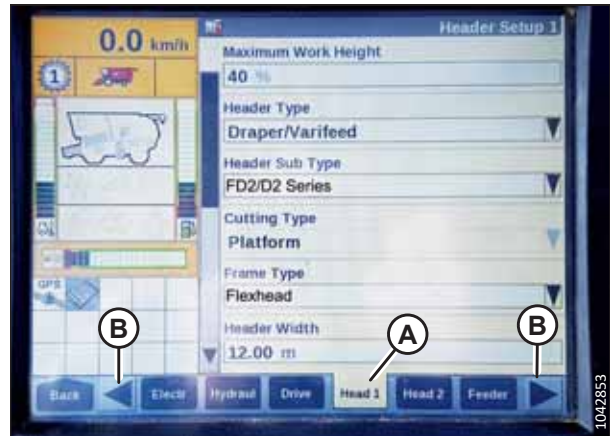 0.0 km/h
Header Setup 1
Maximum Work Height
40 %
1
Header Type
Draper/Varifeed
Header Sub Type
FD2/D2 Series
Cutting Type
Platform
Frame Type
Flexhead
GPS
Header Width
12.00 m
B
A
B
Back
Electr
Hydraul
Drive
Head 1
Head 2
Feeder
1042853